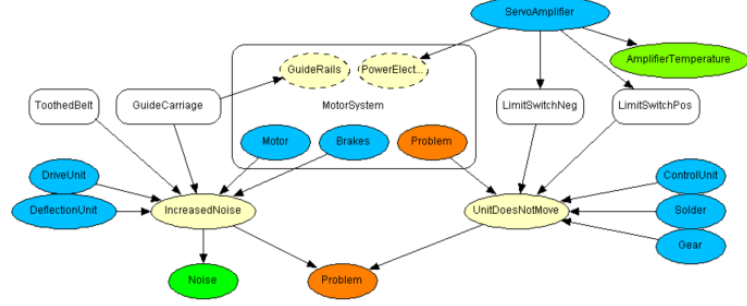 ServoAmplifier
AmplifierTemperature
GuideRails
PowerElect...
MotorSystem
ToothedBelt
GuideCarriage
LimitSwitchNeg
LimitSwitchPos
Motor
Brakes
Problem
DriveUnit
DeflectionUnit
IncreasedNoise
UnitDoesNotMove
ControlUnit
Solder
Gear
Noise
Problem